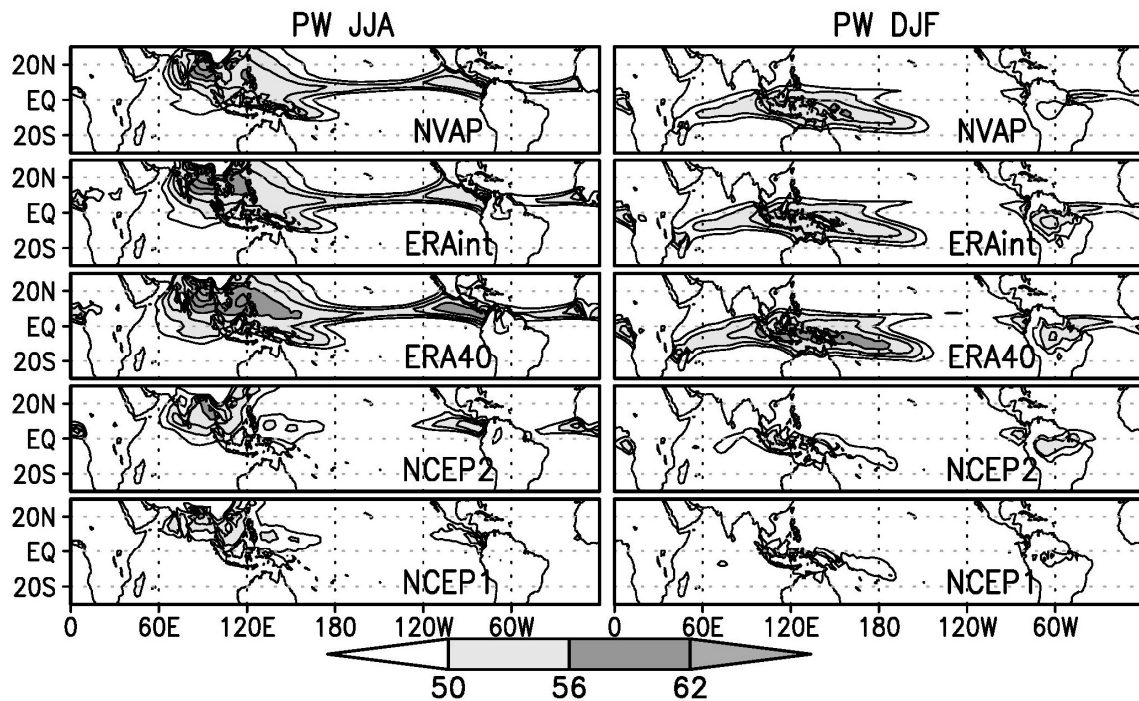 PW JJA
PW DJF
20N
EQ
20S
NVAP
NVAP
20N
EQ
20S
ERAint
ERAint
20N
EQ
20S
ERA40
ERA40
20N
EQ
20S
NCEP2
NCEP2
20N
EQ
20S
NCEP1
NCEP1
0 60E 120E 180 120W 60W
0 60E 120E 180 120W 60W
50 56 62